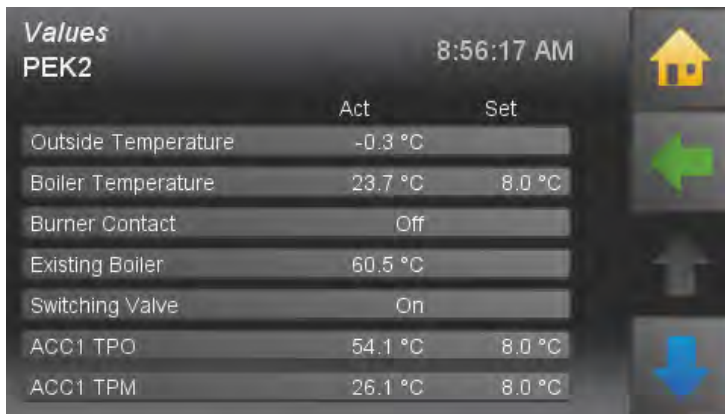 Values
PEK2
8:56:17 AM
Act Set
Outside Temperature -0.3 °C
Boiler Temperature 23.7 °C 8.0 °C
Burner Contact Off
Existing Boiler 60.5 °C
Switching Valve On
ACC1 TPO 54.1 °C 8.0 °C
ACC1 TPM 26.1 °C 8.0 °C